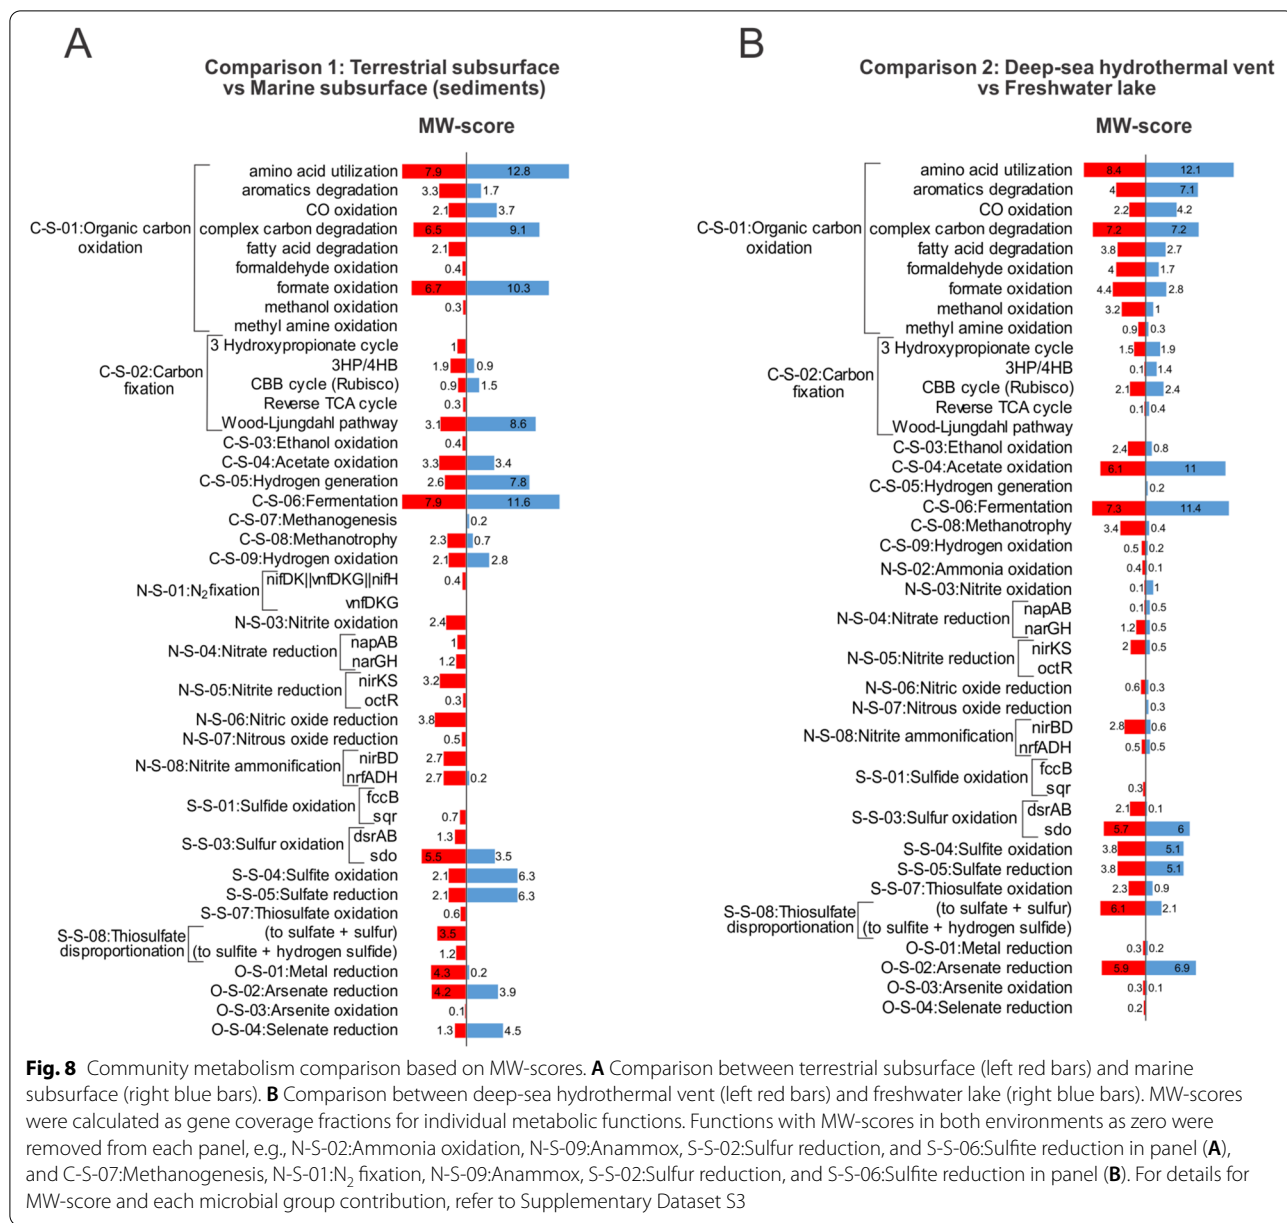 A
Comparison 1: Terrestrial subsurface
vs Marine subsurface (sediments)
MW-score
C-S-01:Organic carbon
oxidation
amino acid utilization 7.9 12.8
aromatics degradation 3.3 1.7
CO oxidation 2.1 3.7
complex carbon degradation 6.5 9.1
fatty acid degradation 2.1
formaldehyde oxidation 0.4
formate oxidation 6.7 10.3
methanol oxidation 0.3
methyl amine oxidation
C-S-02:Carbon
fixation
3 Hydroxypropionate cycle 1
3HP/4HB 1.9 0.9
CBB cycle (Rubisco) 0.9 1.5
Reverse TCA cycle 0.3
Wood-Ljungdahl pathway 3.1 8.6
C-S-03:Ethanol oxidation 0.4
C-S-04:Acetate oxidation 3.3 3.4
C-S-05:Hydrogen generation 2.6 7.8
C-S-06:Fermentation 7.9 11.6
C-S-07:Methanogenesis 0.2
C-S-08:Methanotrophy 2.3 0.7
C-S-09:Hydrogen oxidation 2.1 2.8
N-S-01:N₂fixation
nifDK||vnfDKG||nifH 0.4
vnfDKG
N-S-03:Nitrite oxidation 2.4
N-S-04:Nitrate reduction
napAB 1
narGH 1.2
N-S-05:Nitrite reduction
nirKS 3.2
octR 0.3
N-S-06:Nitric oxide reduction 3.8
N-S-07:Nitrous oxide reduction 0.5
N-S-08:Nitrite ammonification
nirBD 2.7
nrfADH 2.7 0.2
S-S-01:Sulfide oxidation
fccB
sqr 0.7
S-S-03:Sulfur oxidation
dsrAB 1.3
sdo 5.5 3.5
S-S-04:Sulfite oxidation 2.1 6.3
S-S-05:Sulfate reduction 2.1 6.3
S-S-07:Thiosulfate oxidation 0.6
S-S-08:Thiosulfate
disproportionation
(to sulfate + sulfur) 3.5
(to sulfite + hydrogen sulfide) 1.2
O-S-01:Metal reduction 4.3 0.2
O-S-02:Arsenate reduction 4.2 3.9
O-S-03:Arsenite oxidation 0.1
O-S-04:Selenate reduction 1.3 4.5
B
Comparison 2: Deep-sea hydrothermal vent
vs Freshwater lake
MW-score
C-S-01:Organic carbon
oxidation
amino acid utilization 8.4 12.1
aromatics degradation 4 7.1
CO oxidation 2.2 4.2
complex carbon degradation 7.2 7.2
fatty acid degradation 3.8 2.7
formaldehyde oxidation 4 1.7
formate oxidation 4.4 2.8
methanol oxidation 3.2 1
methyl amine oxidation 0.9 0.3
C-S-02:Carbon
fixation
3 Hydroxypropionate cycle 1.5 1.9
3HP/4HB 0.1 1.4
CBB cycle (Rubisco) 2.1 2.4
Reverse TCA cycle 0.1 0.4
Wood-Ljungdahl pathway
C-S-03:Ethanol oxidation 2.4 0.8
C-S-04:Acetate oxidation 6.1 11
C-S-05:Hydrogen generation 0.2
C-S-06:Fermentation 7.3 11.4
C-S-08:Methanotrophy 3.4 0.4
C-S-09:Hydrogen oxidation 0.5 0.2
N-S-02:Ammonia oxidation 0.4 0.1
N-S-03:Nitrite oxidation 0.1 1
N-S-04:Nitrate reduction
napAB 0.1 0.5
narGH 1.2 0.5
N-S-05:Nitrite reduction
nirKS 2 0.5
octR
N-S-06:Nitric oxide reduction 0.6 0.3
N-S-07:Nitrous oxide reduction 0.3
N-S-08:Nitrite ammonification
nirBD 2.8 0.6
nrfADH 0.5 0.5
S-S-01:Sulfide oxidation
fccB
sqr 0.3
S-S-03:Sulfur oxidation
dsrAB 2.1 0.1
sdo 5.7 6
S-S-04:Sulfite oxidation 3.8 5.1
S-S-05:Sulfate reduction 3.8 5.1
S-S-07:Thiosulfate oxidation 2.3 0.9
S-S-08:Thiosulfate
disproportionation
(to sulfate + sulfur) 6.1 2.1
(to sulfite + hydrogen sulfide)
O-S-01:Metal reduction 0.3 0.2
O-S-02:Arsenate reduction 5.9 6.9
O-S-03:Arsenite oxidation 0.3 0.1
O-S-04:Selenate reduction 0.2
Fig. 8 Community metabolism comparison based on MW-scores. A Comparison between terrestrial subsurface (left red bars) and marine
subsurface (right blue bars). B Comparison between deep-sea hydrothermal vent (left red bars) and freshwater lake (right blue bars). MW-scores
were calculated as gene coverage fractions for individual metabolic functions. Functions with MW-scores in both environments as zero were
removed from each panel, e.g., N-S-02:Ammonia oxidation, N-S-09:Anammox, S-S-02:Sulfur reduction, and S-S-06:Sulfite reduction in panel (A),
and C-S-07:Methanogenesis, N-S-01:N₂ fixation, N-S-09:Anammox, S-S-02:Sulfur reduction, and S-S-06:Sulfite reduction in panel (B). For details for
MW-score and each microbial group contribution, refer to Supplementary Dataset S3